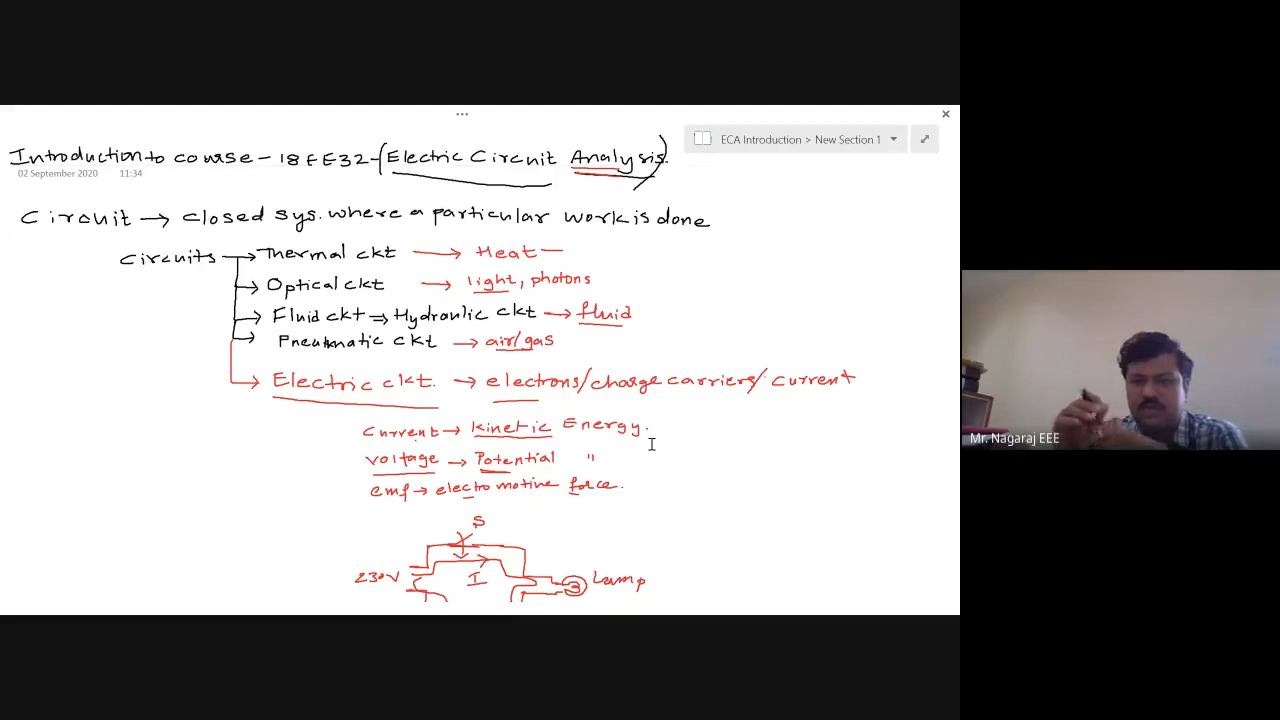 ECA Introduction > New Section 1
Introduction to course - 18EE32 - (Electric Circuit Analysis)
02 September 2020 11:34
Circuit → closed sys. where a particular work is done
Circuits → Thermal ckt → Heat —
→ Optical ckt → light, photons
→ Fluid ckt ⇒ Hydraulic ckt → fluid
→ Pneumatic ckt → air/gas
→ Electric ckt. → electrons/charge carriers/current
Current → kinetic Energy.
Voltage → Potential "
emf → electro motive force.
S
230V I Lamp
Mr. Nagaraj EEE